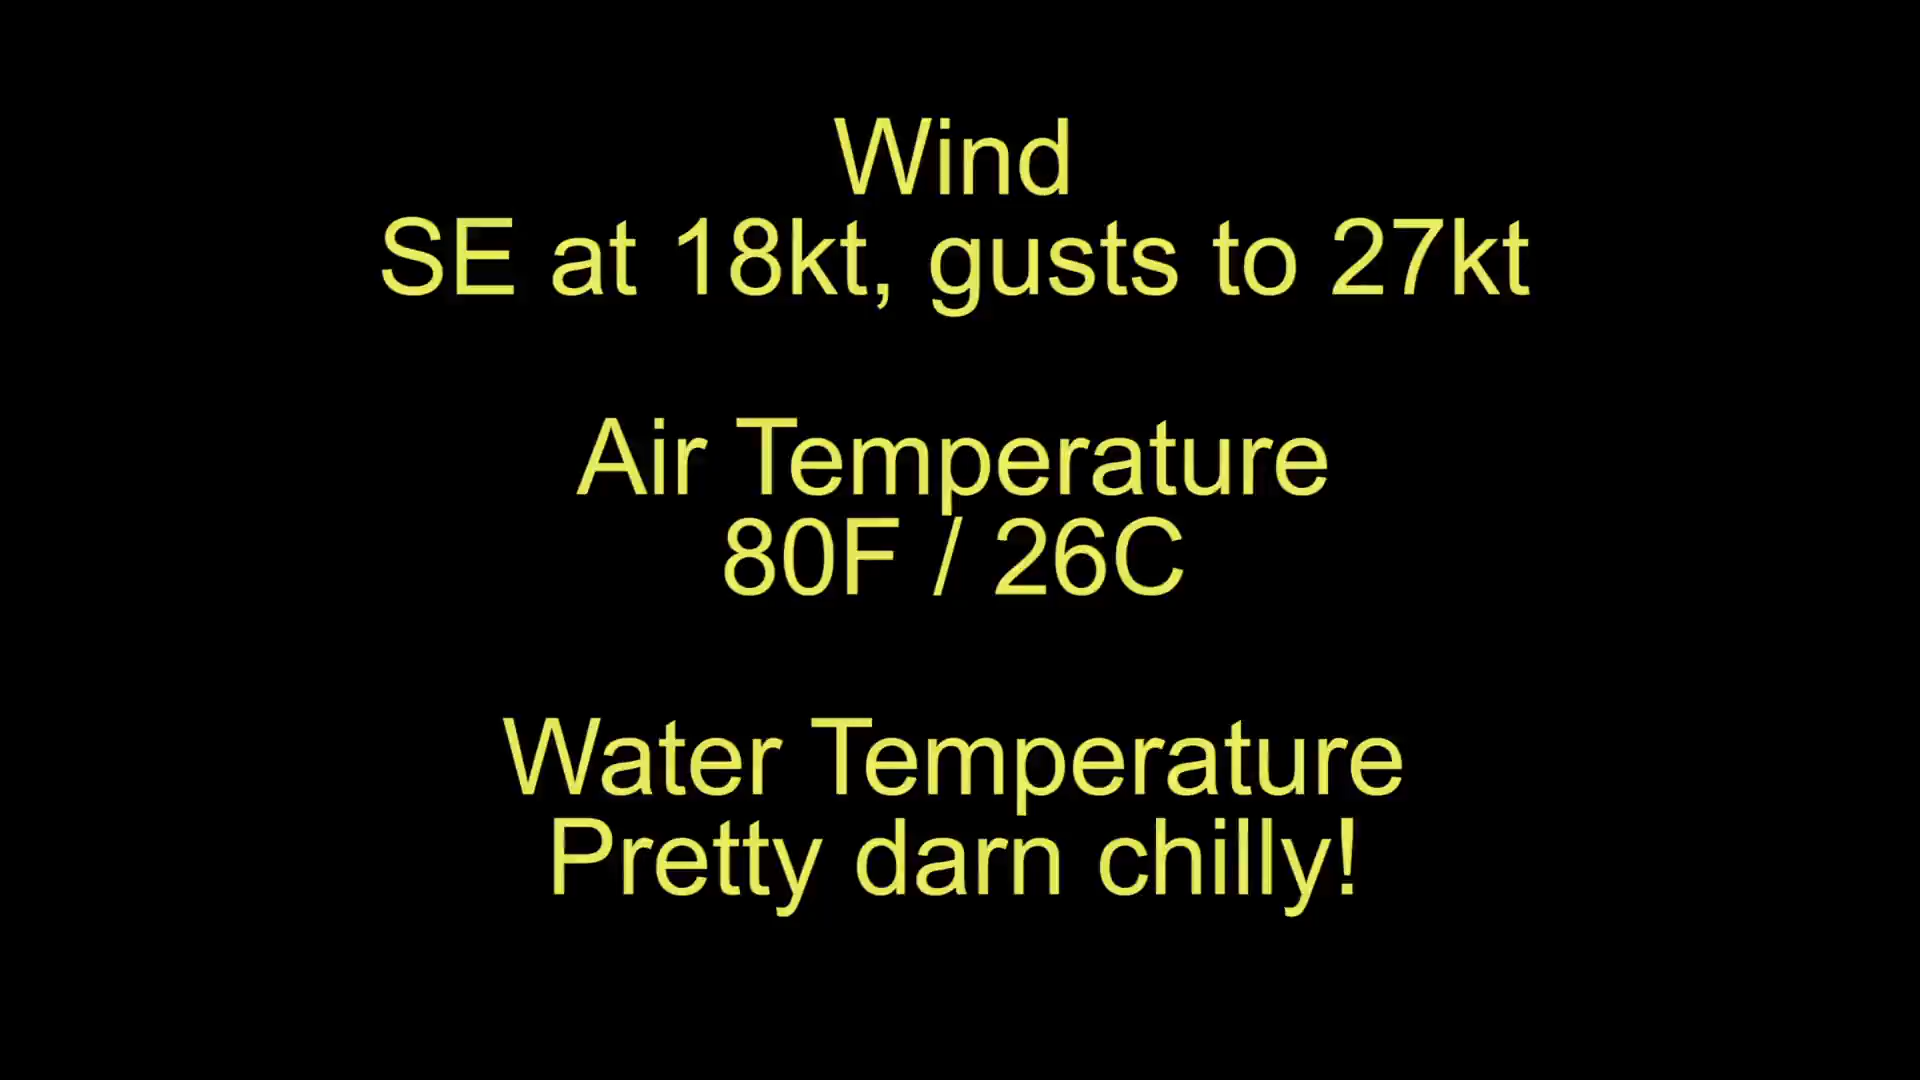 Wind
SE at 18kt, gusts to 27kt
Air Temperature
80F / 26C
Water Temperature
Pretty darn chilly!